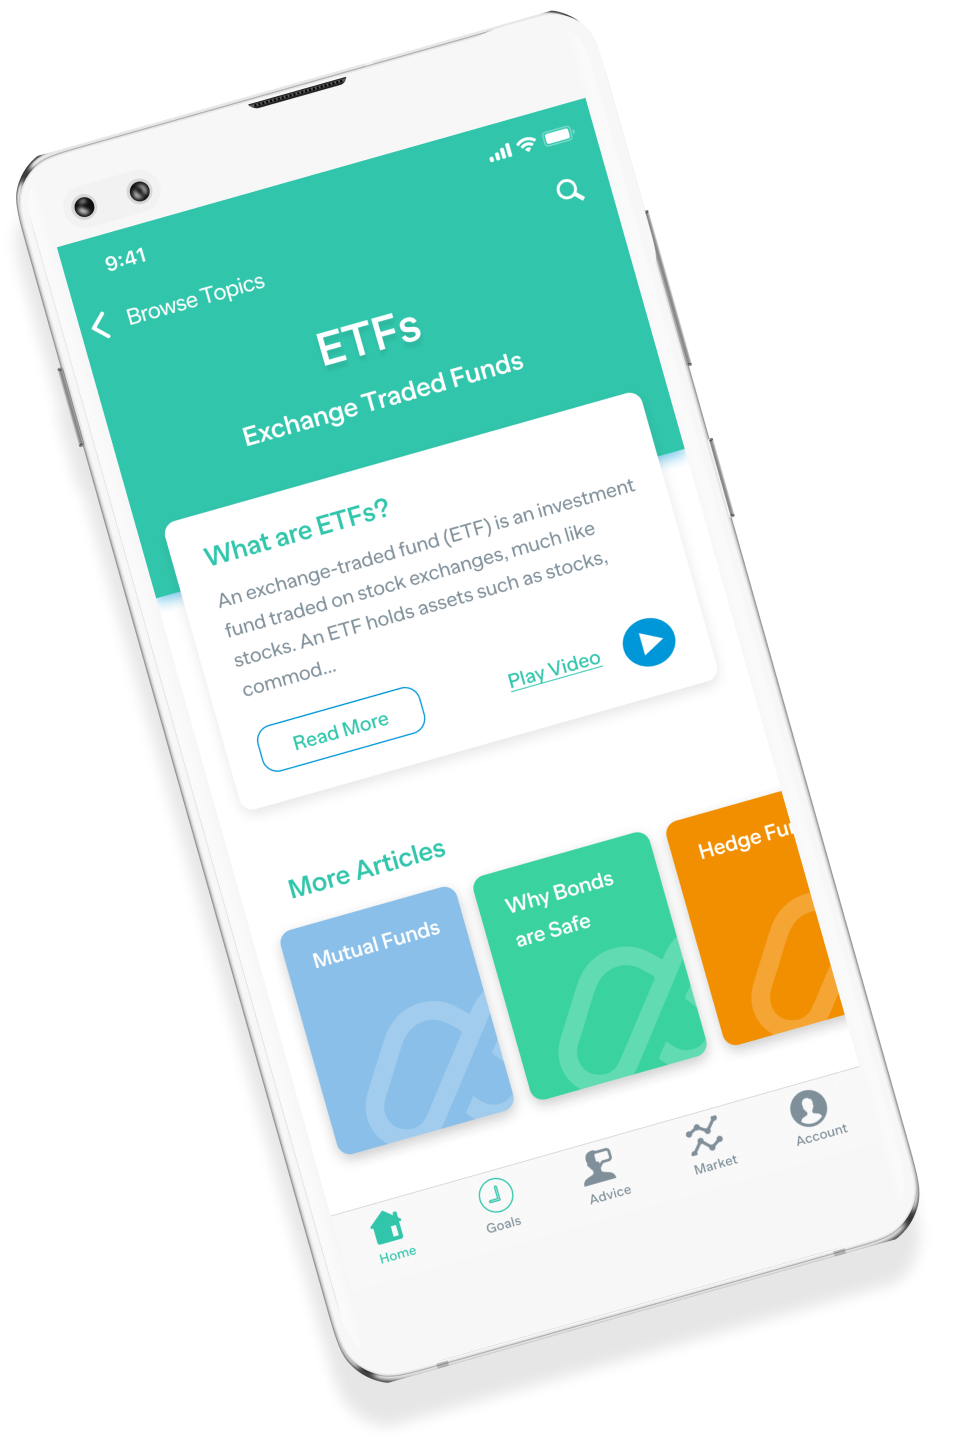 9:41
Browse Topics
ETFs
Exchange Traded Funds
What are ETFs?
An exchange-traded fund (ETF) is an investment
fund traded on stock exchanges, much like
stocks. An ETF holds assets such as stocks,
commod...
Read More
Play Video
More Articles
Mutual Funds
Why Bonds
are Safe
Hedge Fu
Home
Goals
Advice
Market
Account